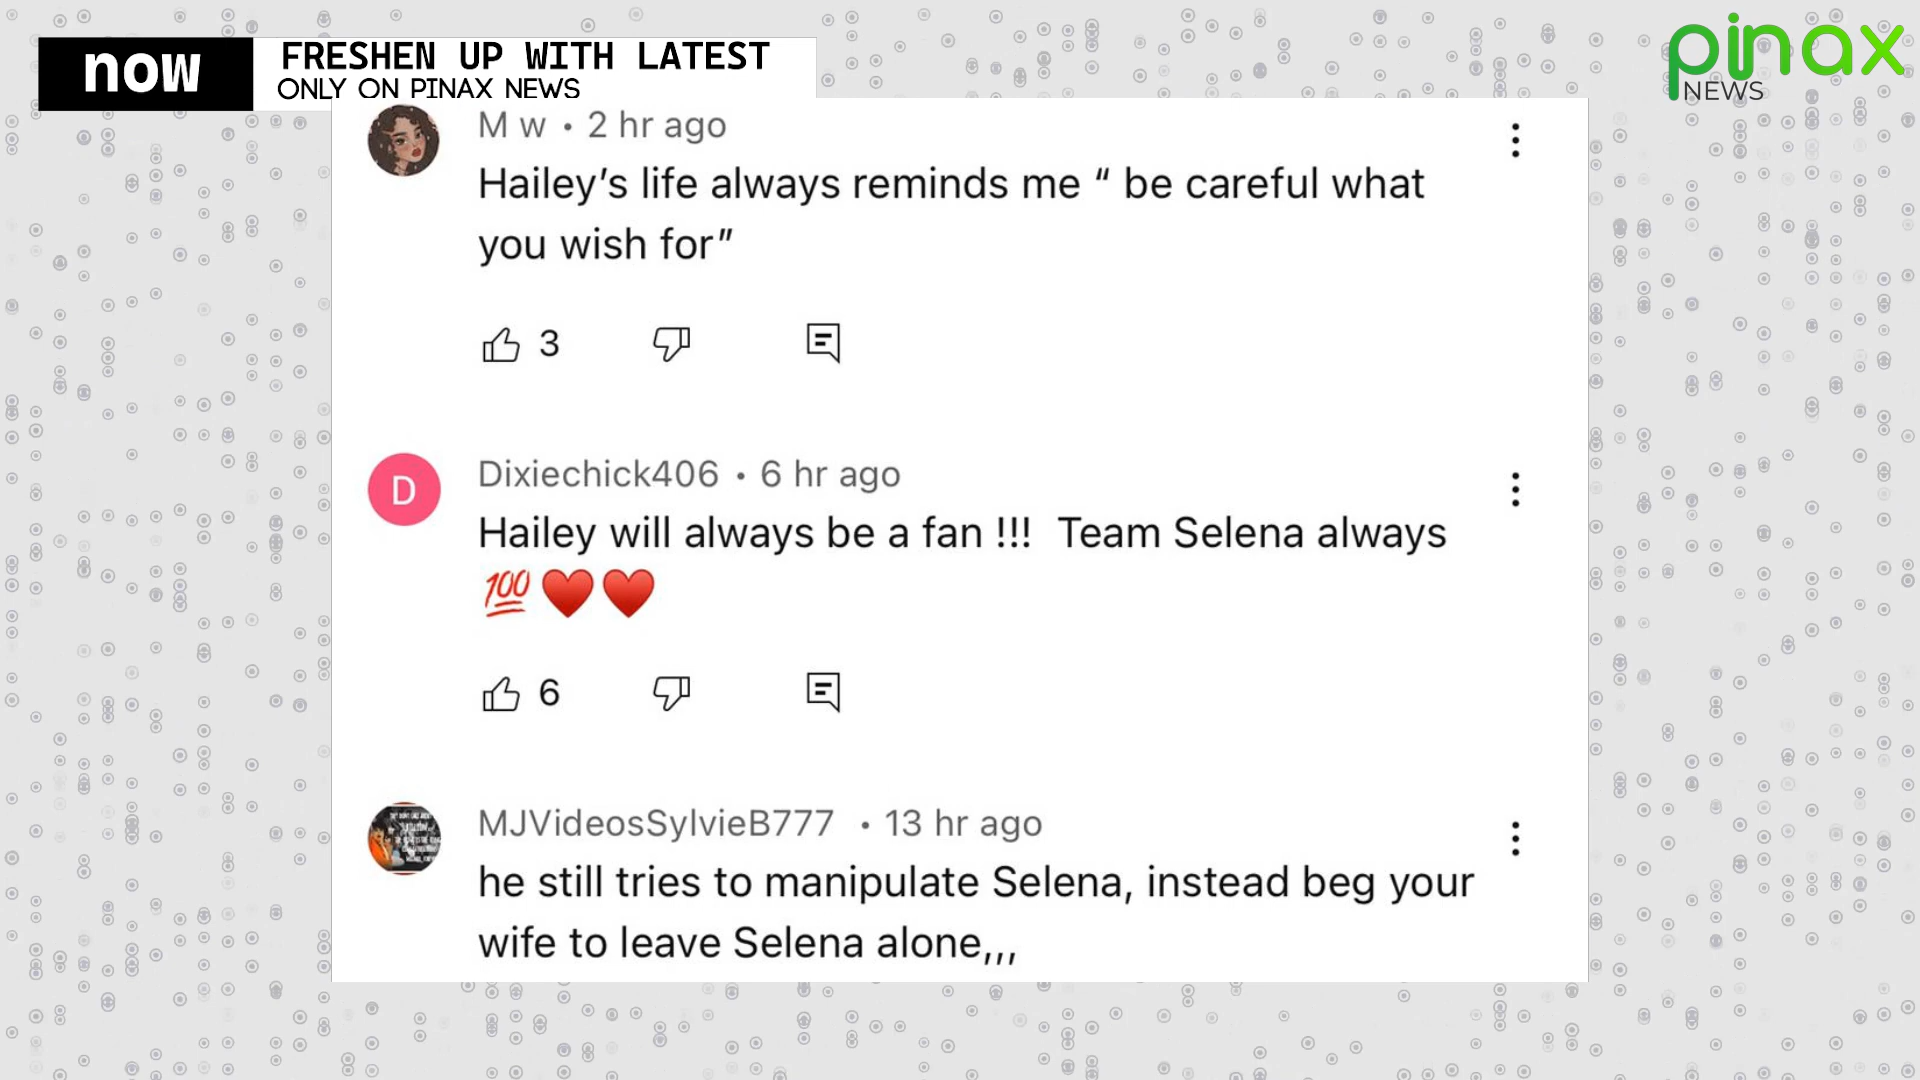 now
FRESHEN UP WITH LATEST
ONLY ON PINAX NEWS
pinax
NEWS
M w • 2 hr ago
Hailey’s life always reminds me “ be careful what
you wish for”
3
D
Dixiechick406 • 6 hr ago
Hailey will always be a fan !!!  Team Selena always
💯♥️♥️
6
MJVideosSylvieB777 • 13 hr ago
he still tries to manipulate Selena, instead beg your
wife to leave Selena alone,,,